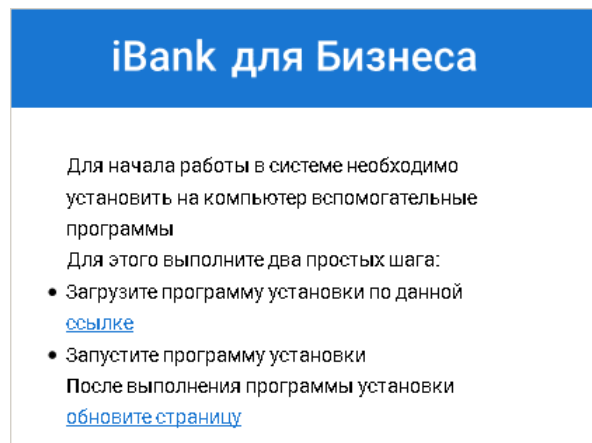 iBank для Бизнеса
Для начала работы в системе необходимо
установить на компьютер вспомогательные
программы
Для этого выполните два простых шага:
• Загрузите программу установки по данной
ссылке
• Запустите программу установки
После выполнения программы установки
обновите страницу